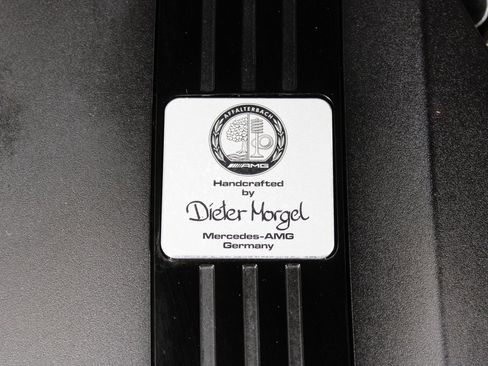 AFFALTERBACH
AMG
Handcrafted
by
Dieter Morgel
Mercedes-AMG
Germany